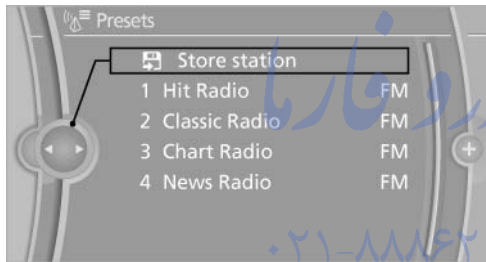 Presets
Store station
1 Hit Radio FM
2 Classic Radio FM
3 Chart Radio FM
4 News Radio FM